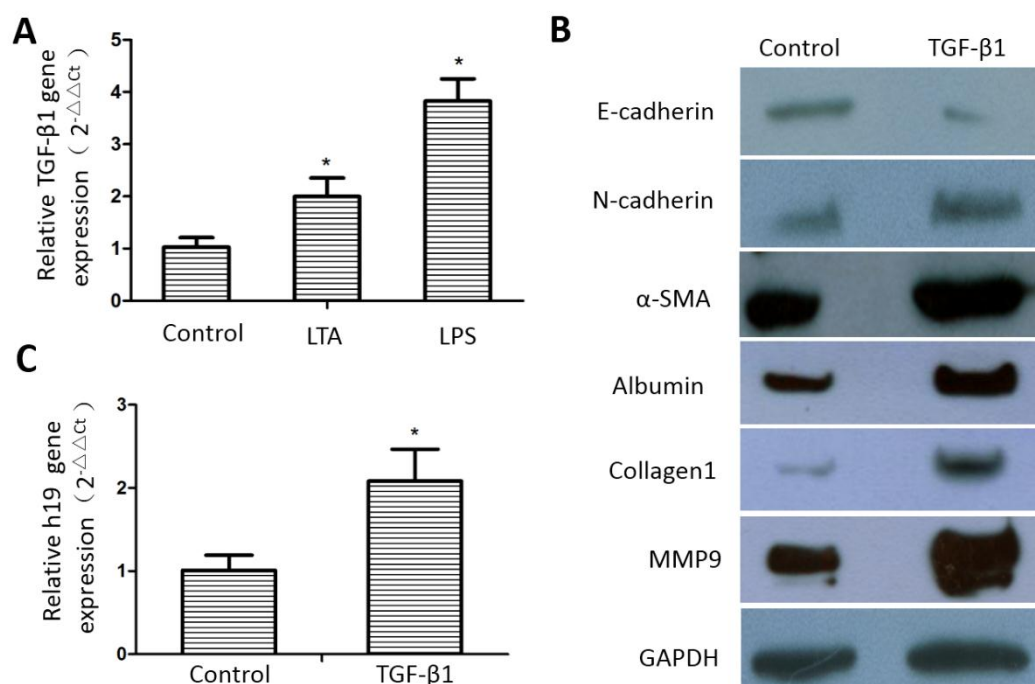 A
Relative TGF-β1 gene
expression（2-△△Ct）
5
4
3
2
1
0
*
*
Control
LTA
LPS
B
Control
TGF-β1
E-cadherin
N-cadherin
α-SMA
Albumin
Collagen1
MMP9
GAPDH
C
Relative h19 gene
expression（2-△△Ct）
3
2
1
0
*
Control
TGF-β1